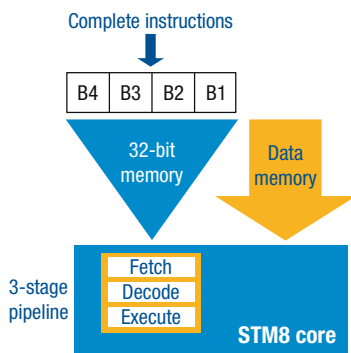 Complete instructions
B4 B3 B2 B1
32-bit
memory
Data
memory
3-stage
pipeline
Fetch
Decode
Execute
STM8 core